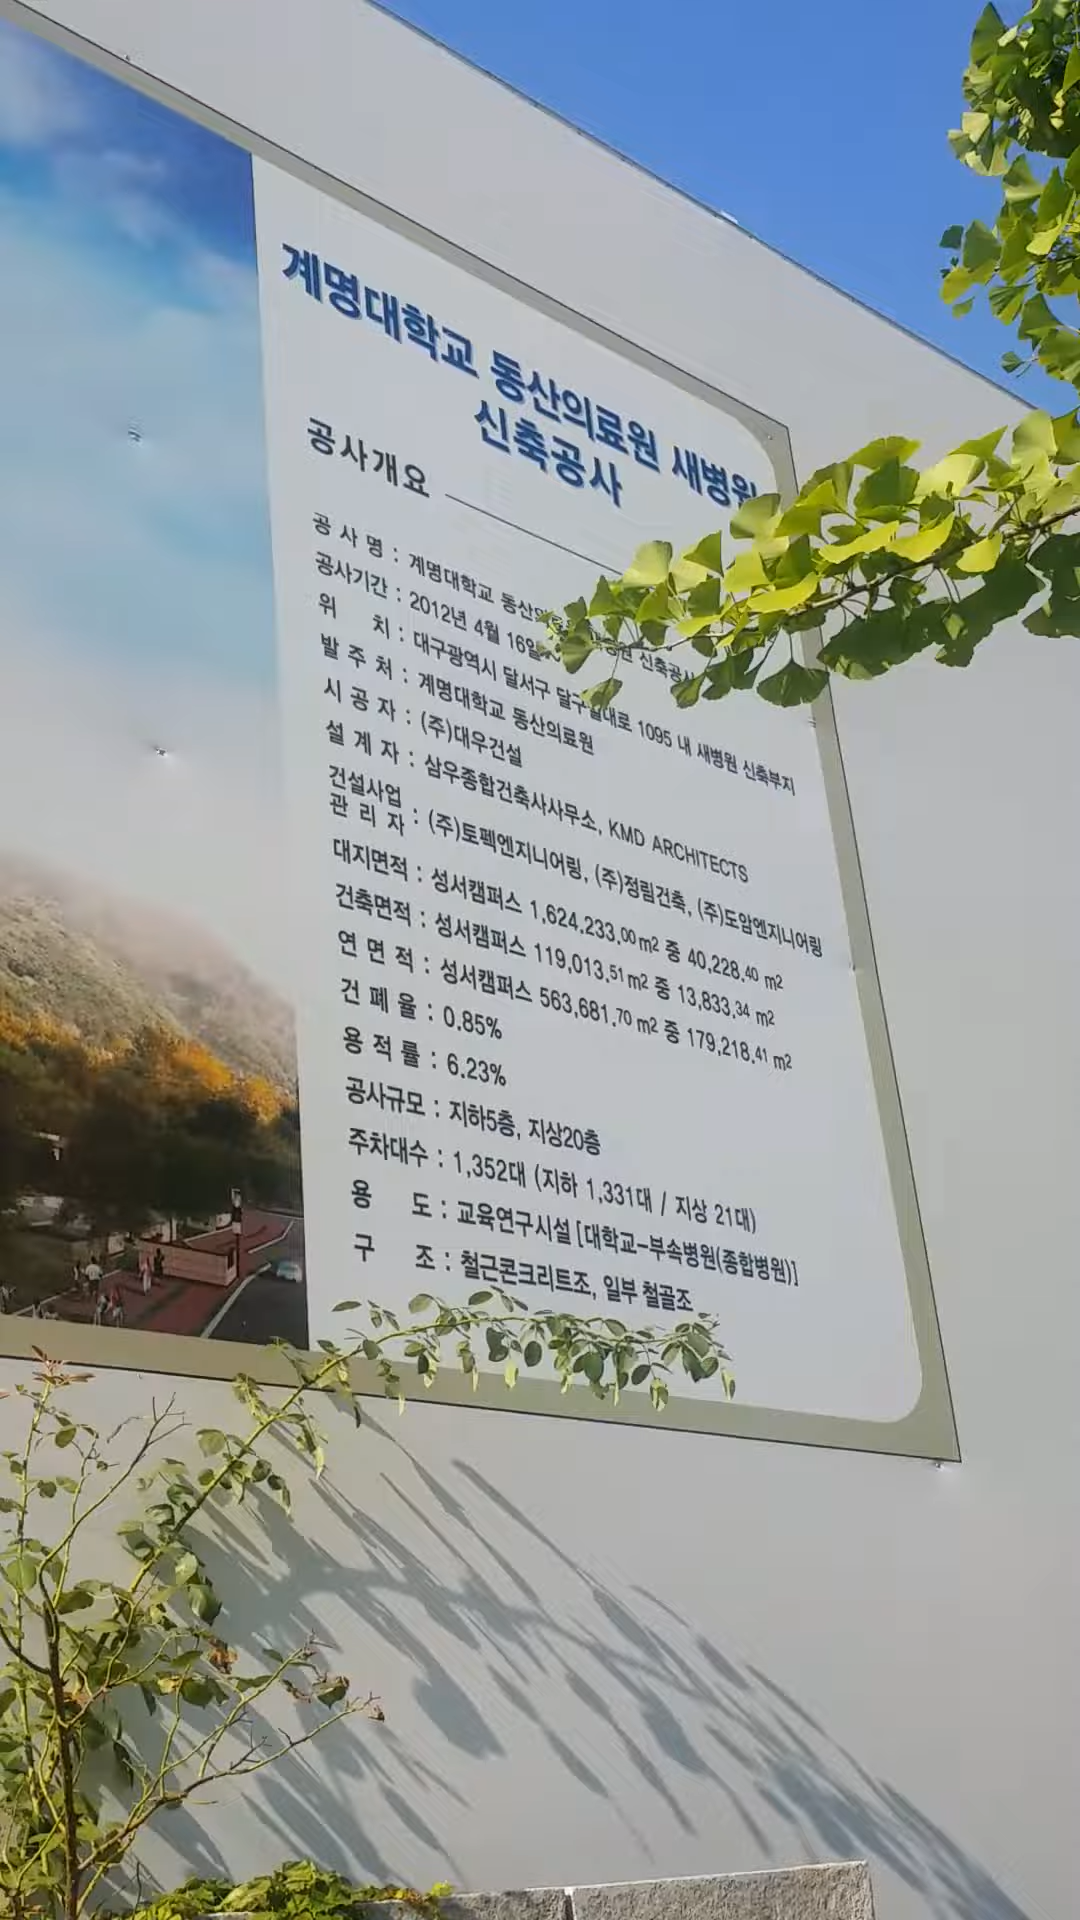 계명대학교 동산의료원 새병원
신축공사
공사개요
공 사 명 : 계명대학교 신축공사
공사기간 : 2012년 4월 16일
위 치 : 대구광역시 달서구 달구벌대로 1095 내 새병원 신축부지
발 주 처 : 계명대학교 동산의료원
시 공 자 : (주)대우건설
설 계 자 : 삼우종합건축사사무소, KMD ARCHITECTS
건설사업
관 리 자 : (주)토펙엔지니어링, (주)정림건축, (주)도암엔지니어링
대지면적 : 성서캠퍼스 1,624,233.00 m2 중 40,228.40 m2
건축면적 : 성서캠퍼스 119,013.51 m2 중 13,833.34 m2
연 면 적 : 성서캠퍼스 563,681.70 m2 중 179,218.41 m2
건 폐 율 : 0.85%
용 적 률 : 6.23%
공사규모 : 지하5층, 지상20층
주차대수 : 1,352대 (지하 1,331대 / 지상 21대)
용 도 : 교육연구시설 [대학교-부속병원(종합병원)]
구 조 : 철근콘크리트조, 일부 철골조